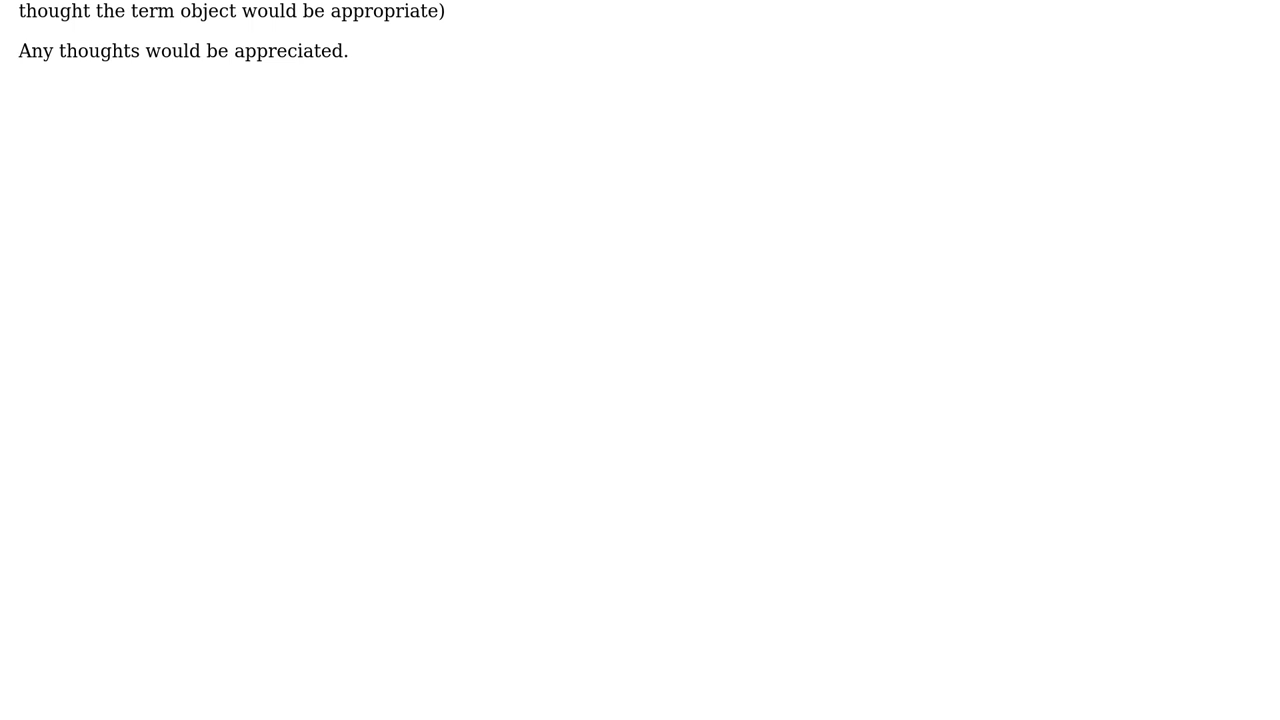 thought the term object would be appropriate)
Any thoughts would be appreciated.